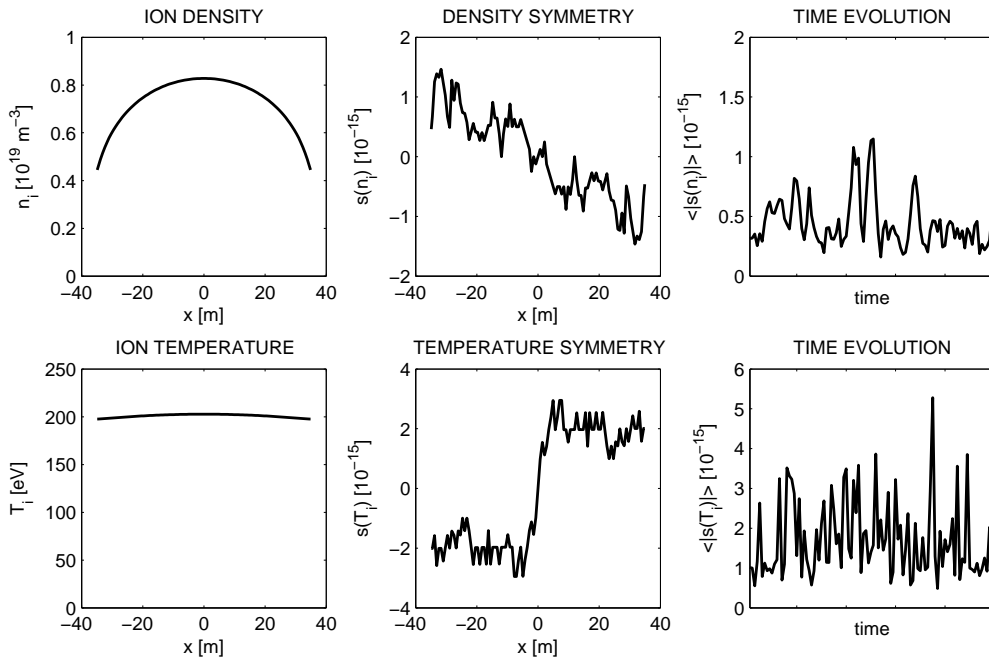 ION DENSITY
1
0.8
0.6
0.4
0.2
0
n_i [10^19 m^−3]
−40 −20 0 20 40
x [m]
DENSITY SYMMETRY
2
1
0
−1
−2
s(n_i) [10^−15]
−40 −20 0 20 40
x [m]
TIME EVOLUTION
2
1.5
1
0.5
0
<|s(n_i)|> [10^−15]
time
ION TEMPERATURE
250
200
150
100
50
0
T_i [eV]
−40 −20 0 20 40
x [m]
TEMPERATURE SYMMETRY
4
2
0
−2
−4
s(T_i) [10^−15]
−40 −20 0 20 40
x [m]
TIME EVOLUTION
6
5
4
3
2
1
0
<|s(T_i)|> [10^−15]
time